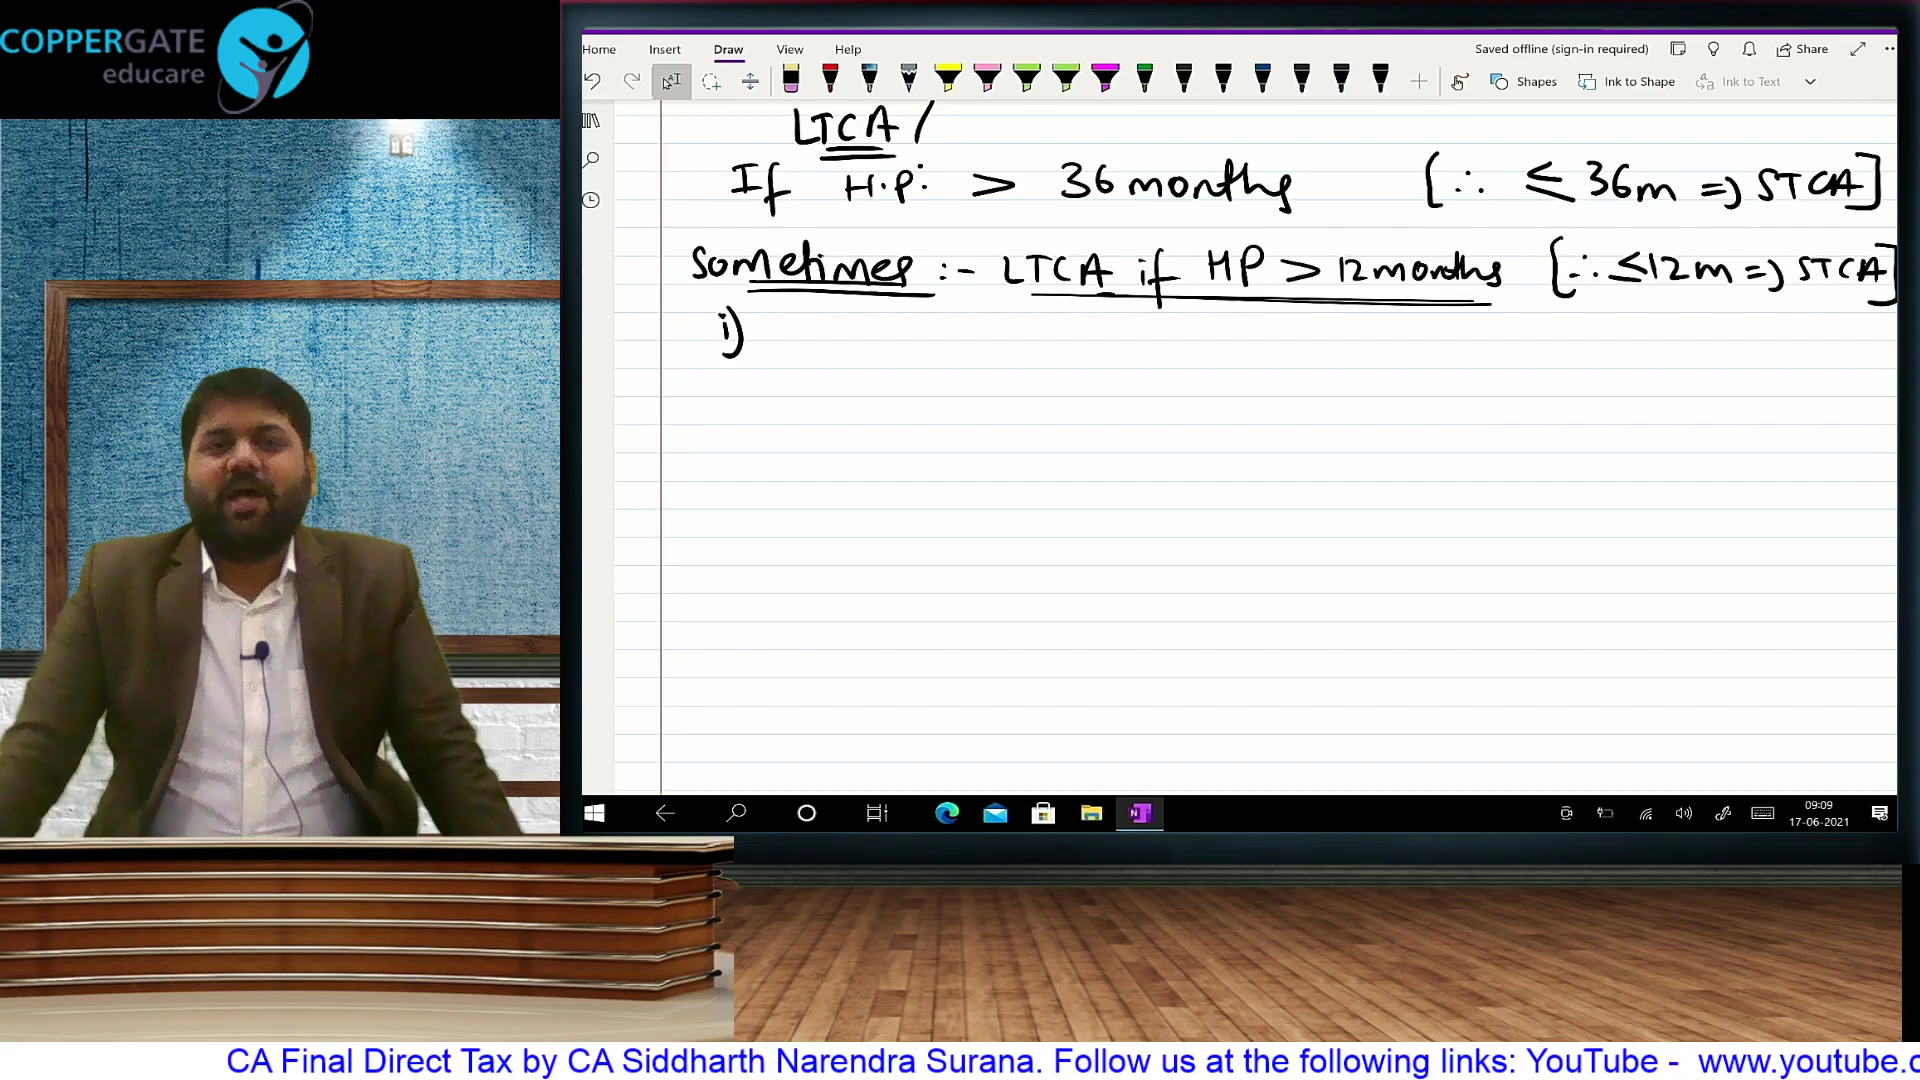 COPPERGATE
educare
Home Insert Draw View Help Saved offline (sign-in required) Share
Shapes Ink to Shape Ink to Text
LTCA /
If H.P. > 36 months [∴ ≤ 36m => STCA]
Sometimes :- LTCA if HP > 12 months [∴ ≤ 12m => STCA]
i)
09:09
17-06-2021
CA Final Direct Tax by CA Siddharth Narendra Surana. Follow us at the following links: YouTube - www.youtube.c